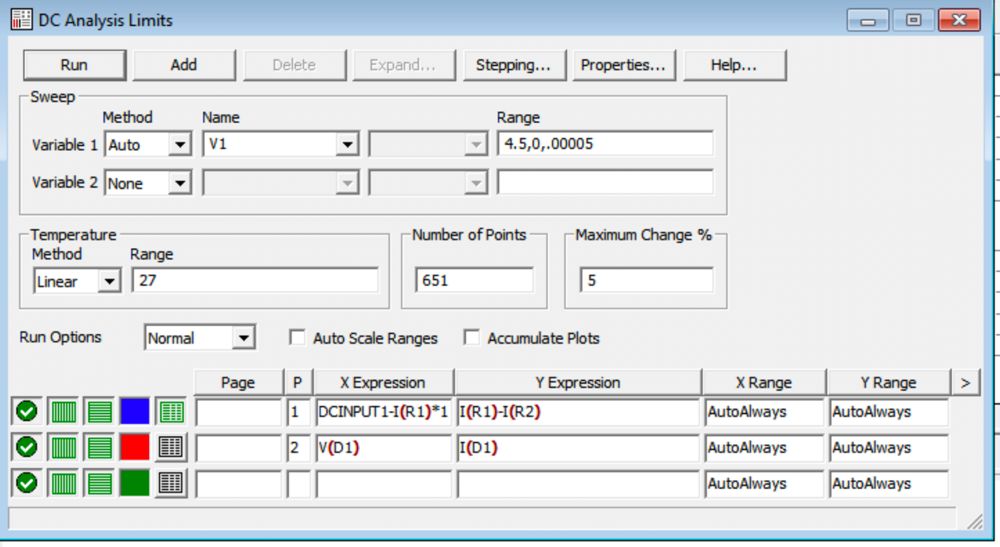 DC Analysis Limits
Run Add Delete Expand... Stepping... Properties... Help...
Sweep
Method Name Range
Variable 1 Auto V1 4.5,0,.00005
Variable 2 None
Temperature Number of Points Maximum Change %
Method Range
Linear 27 651 5
Run Options Normal Auto Scale Ranges Accumulate Plots
Page P X Expression Y Expression X Range Y Range >
1 DCINPUT1-I(R1)*1 I(R1)-I(R2) AutoAlways AutoAlways
2 V(D1) I(D1) AutoAlways AutoAlways
AutoAlways AutoAlways